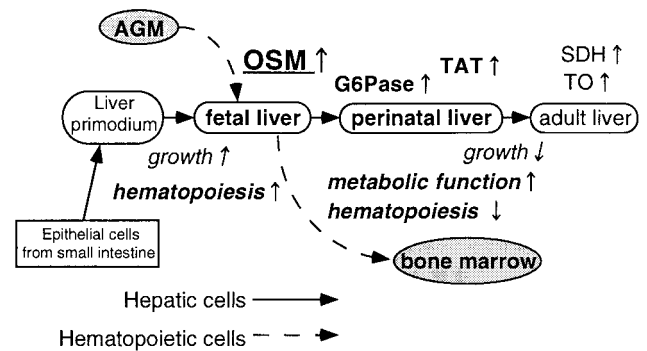 AGM
OSM ↑
G6Pase ↑
TAT ↑
SDH ↑
TO ↑
Liver
primodium
fetal liver
perinatal liver
adult liver
growth ↑
hematopoiesis ↑
growth ↓
metabolic function ↑
hematopoiesis ↓
Epithelial cells
from small intestine
bone marrow
Hepatic cells
Hematopoietic cells